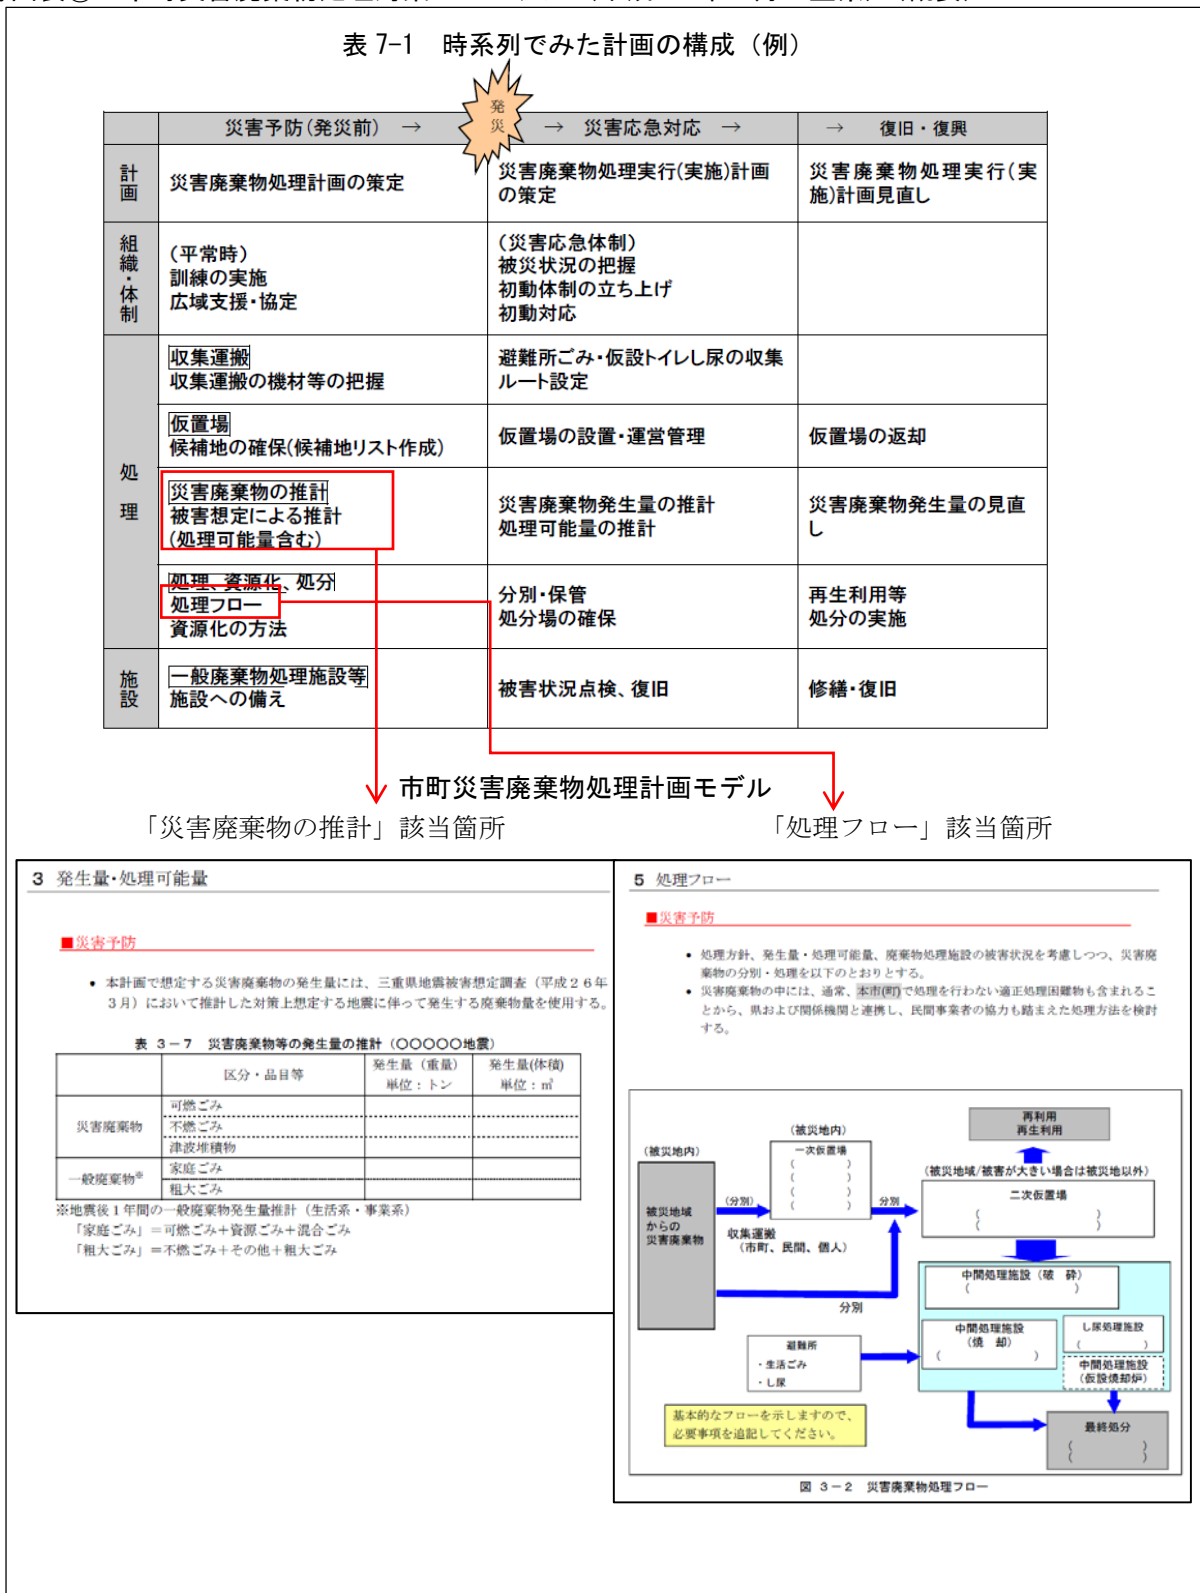 表 7-1　時系列でみた計画の構成（例）
発災
災害予防(発災前)　→
→　災害応急対応　→
→　復旧・復興
計画
災害廃棄物処理計画の策定
災害廃棄物処理実行(実施)計画
の策定
災害廃棄物処理実行(実
施)計画見直し
組織・体制
(平常時)
訓練の実施
広域支援・協定
(災害応急体制)
被災状況の把握
初動体制の立ち上げ
初動対応
処理
収集運搬
収集運搬の機材等の把握
避難所ごみ・仮設トイレし尿の収集
ルート設定
仮置場
候補地の確保(候補地リスト作成)
仮置場の設置・運営管理
仮置場の返却
災害廃棄物の推計
被害想定による推計
(処理可能量含む)
災害廃棄物発生量の推計
処理可能量の推計
災害廃棄物発生量の見直
し
処理、資源化、処分
処理フロー
資源化の方法
分別・保管
処分場の確保
再生利用等
処分の実施
施設
一般廃棄物処理施設等
施設への備え
被害状況点検、復旧
修繕・復旧
市町災害廃棄物処理計画モデル
「災害廃棄物の推計」該当箇所
「処理フロー」該当箇所
3　発生量・処理可能量
■災害予防
• 本計画で想定する災害廃棄物の発生量には、三重県地震被害想定調査（平成２６年
３月）において推計した対策上想定する地震に伴って発生する廃棄物量を使用する。
表 ３－７　災害廃棄物等の発生量の推計（○○○○○地震）
区分・品目等
発生量（重量）
単位：トン
発生量(体積)
単位：㎥
災害廃棄物
可燃ごみ
不燃ごみ
津波堆積物
一般廃棄物※
家庭ごみ
粗大ごみ
※地震後１年間の一般廃棄物発生量推計（生活系・事業系）
「家庭ごみ」＝可燃ごみ＋資源ごみ＋混合ごみ
「粗大ごみ」＝不燃ごみ＋その他＋粗大ごみ
5　処理フロー
■災害予防
• 処理方針、発生量・処理可能量、廃棄物処理施設の被害状況を考慮しつつ、災害廃
棄物の分別・処理を以下のとおりとする。
• 災害廃棄物の中には、通常、本市(町)で処理を行わない適正処理困難物も含まれるこ
とから、県および関係機関と連携し、民間事業者の協力も踏まえた処理方法を検討
する。
再利用
再生利用
(被災地内)
一次仮置場
(　　　)
(　　　)
(　　　)
(　　　)
(被災地内)
(被災地域/被害が大きい場合は被災地以外)
二次仮置場
(　　　)
(　　　)
(分別)
分別
被災地域
からの
災害廃棄物
収集運搬
(市町、民間、個人)
中間処理施設（破　砕）
(　　　)
分別
中間処理施設
（焼　却）
(　　　)
し尿処理施設
(　　　)
避難所
・生活ごみ
・し尿
中間処理施設
(仮設焼却炉)
基本的なフローを示しますので、
必要事項を追記してください。
最終処分
(　　　)
(　　　)
図 ３－２　災害廃棄物処理フロー